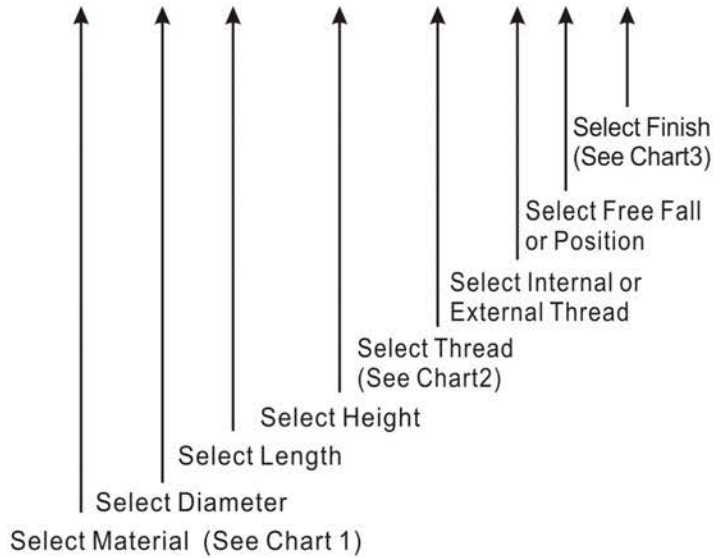 Select Finish
(See Chart3)
Select Free Fall
or Position
Select Internal or
External Thread
Select Thread
(See Chart2)
Select Height
Select Length
Select Diameter
Select Material (See Chart 1)